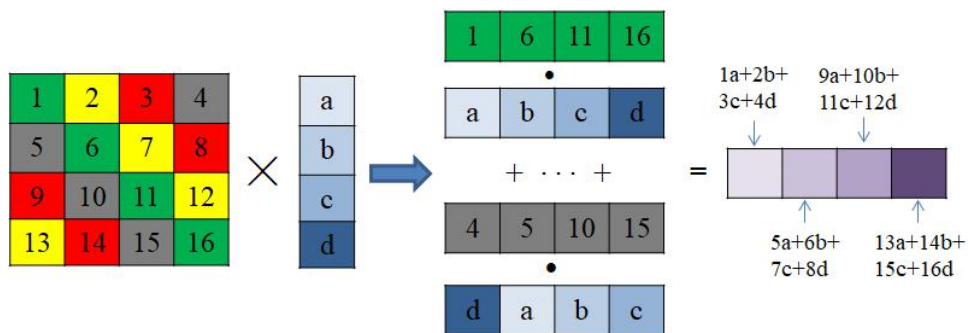 1 2 3 4
5 6 7 8
9 10 11 12
13 14 15 16
×
a
b
c
d
1 6 11 16
•
a b c d
+ ··· +
4 5 10 15
•
d a b c
=
1a+2b+
3c+4d
9a+10b+
11c+12d
5a+6b+
7c+8d
13a+14b+
15c+16d